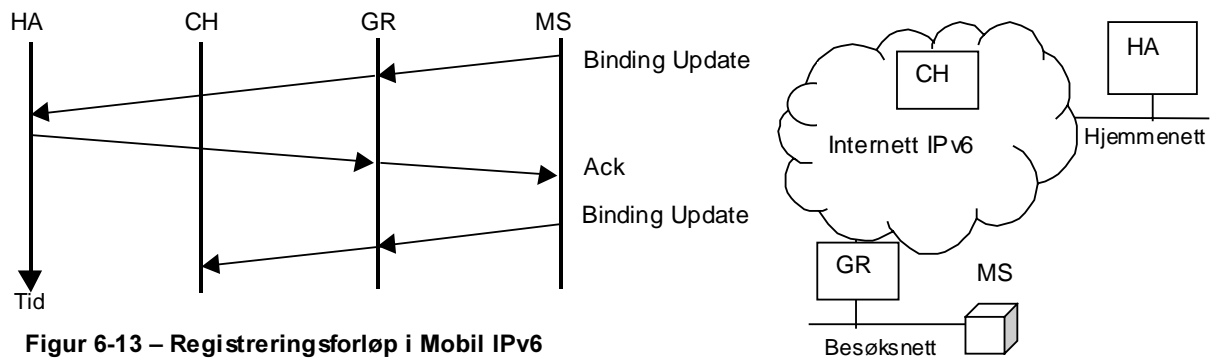 HA
CH
GR
MS
Binding Update
Ack
Binding Update
Tid
HA
CH
Internett IPv6
Hjemmenett
GR
MS
Besøksnett
Figur 6-13 – Registreringsforløp i Mobil IPv6